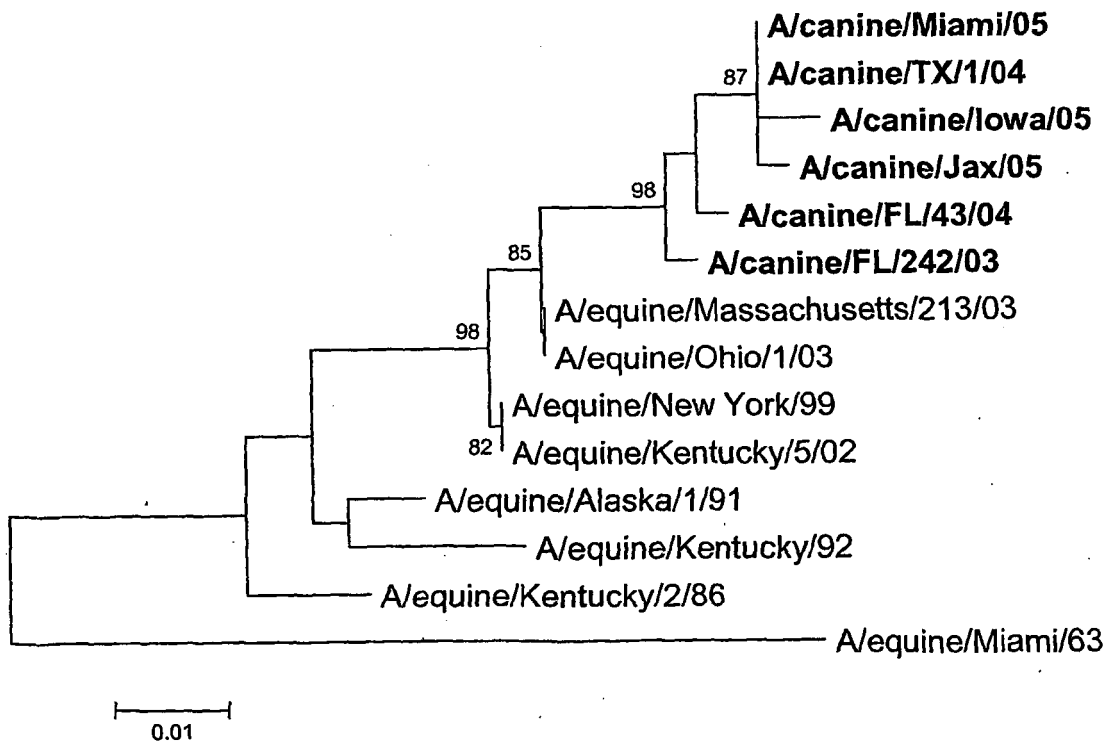 A/canine/Miami/05
87
A/canine/TX/1/04
A/canine/Iowa/05
A/canine/Jax/05
98
A/canine/FL/43/04
85
A/canine/FL/242/03
A/equine/Massachusetts/213/03
98
A/equine/Ohio/1/03
A/equine/New York/99
82
A/equine/Kentucky/5/02
A/equine/Alaska/1/91
A/equine/Kentucky/92
A/equine/Kentucky/2/86
A/equine/Miami/63
0.01